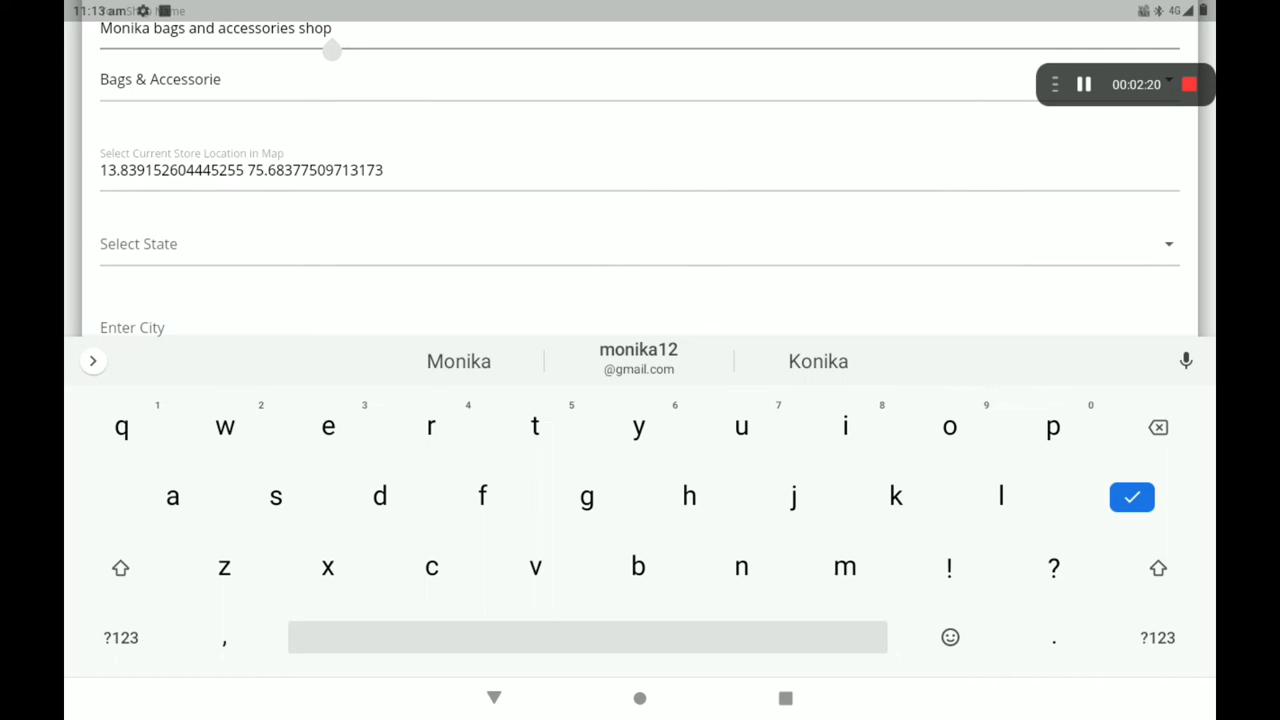 11:13 am
4G
Monika bags and accessories shop
Bags & Accessorie
00:02:20
Select Current Store Location in Map
13.839152604445255 75.68377509713173
Select State
Enter City
Monika
monika12
@gmail.com
Konika
1 2 3 4 5 6 7 8 9 0
q w e r t y u i o p
a s d f g h j k l
z x c v b n m ! ?
?123 , . ?123